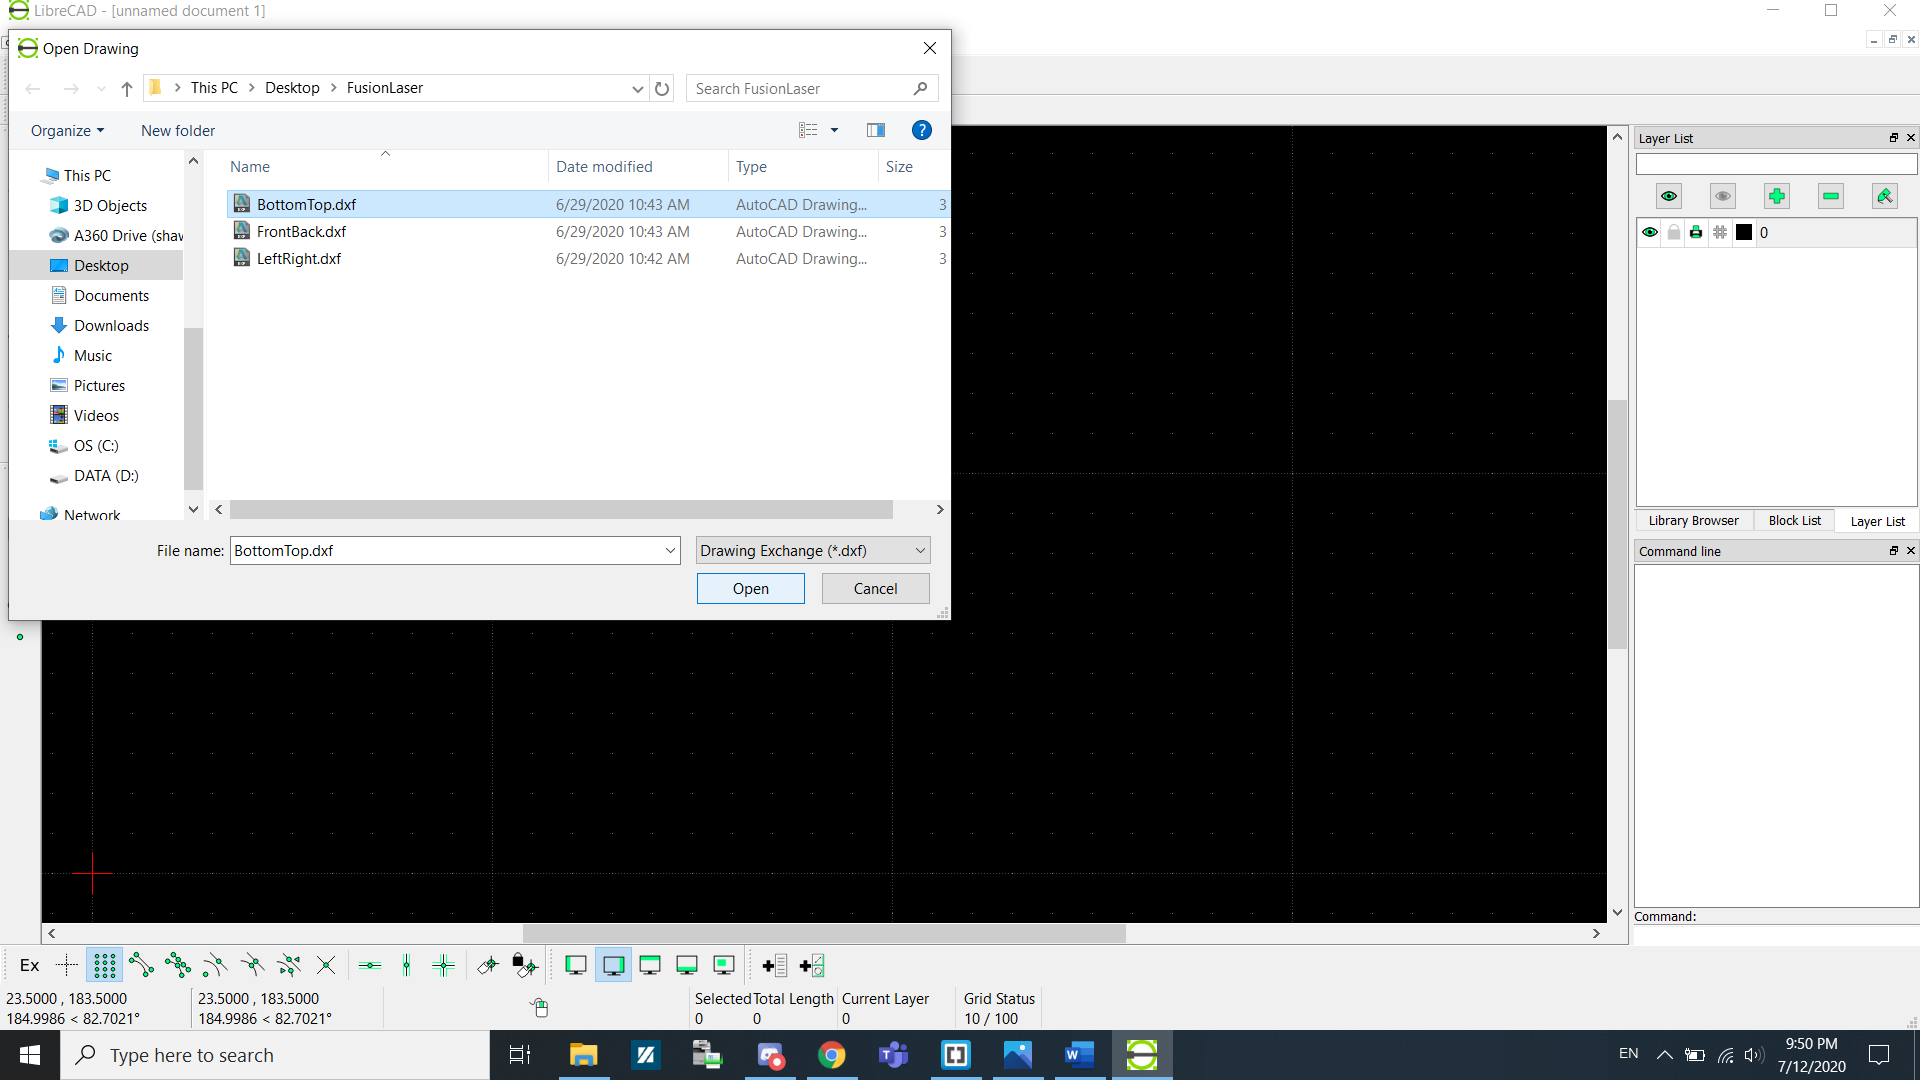 LibreCAD - [unnamed document 1]
Open Drawing
This PC > Desktop > FusionLaser
Search FusionLaser
Organize
New folder
Name
Date modified
Type
Size
This PC
3D Objects
A360 Drive (shaw
Desktop
Documents
Downloads
Music
Pictures
Videos
OS (C:)
DATA (D:)
Network
BottomTop.dxf 6/29/2020 10:43 AM AutoCAD Drawing... 3
FrontBack.dxf 6/29/2020 10:43 AM AutoCAD Drawing... 3
LeftRight.dxf 6/29/2020 10:42 AM AutoCAD Drawing... 3
File name: BottomTop.dxf
Drawing Exchange (*.dxf)
Open
Cancel
Layer List
0
Library Browser
Block List
Layer List
Command line
Command:
Ex
23.5000 , 183.5000
184.9986 < 82.7021°
23.5000 , 183.5000
184.9986 < 82.7021°
Selected Total Length
0 0
Current Layer
0
Grid Status
10 / 100
Type here to search
EN
9:50 PM
7/12/2020